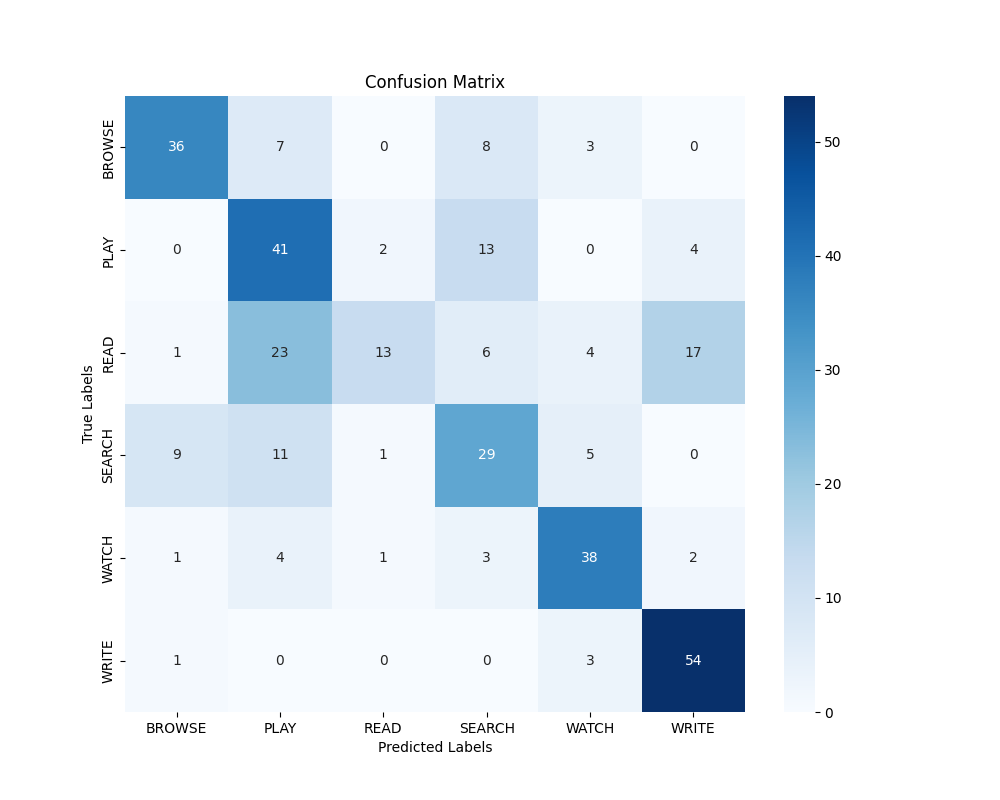 Confusion Matrix
True Labels
BROWSE 36 7 0 8 3 0
PLAY 0 41 2 13 0 4
READ 1 23 13 6 4 17
SEARCH 9 11 1 29 5 0
WATCH 1 4 1 3 38 2
WRITE 1 0 0 0 3 54
BROWSE PLAY READ SEARCH WATCH WRITE
Predicted Labels
50
40
30
20
10
0